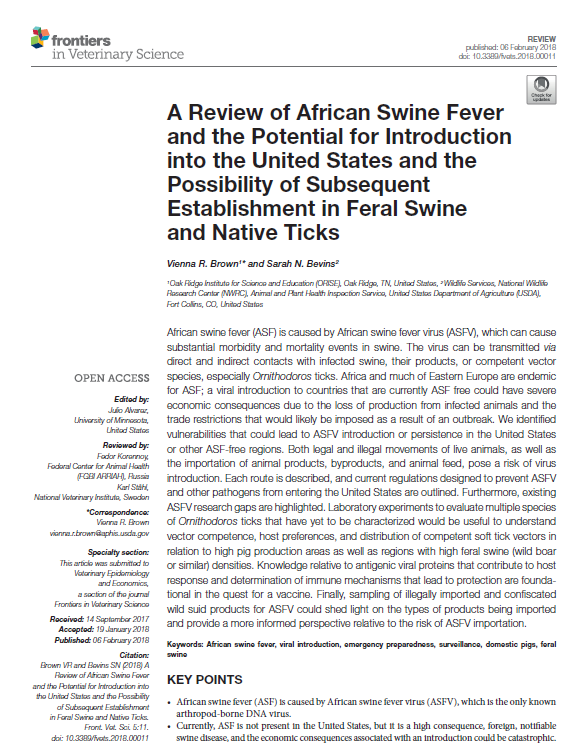 frontiers
in Veterinary Science
REVIEW
published: 06 February 2018
doi: 10.3389/fvets.2018.00011
Check for
updates
A Review of African Swine Fever
and the Potential for Introduction
into the United States and the
Possibility of Subsequent
Establishment in Feral Swine
and Native Ticks
Vienna R. Brown¹* and Sarah N. Bevins²
¹Oak Ridge Institute for Science and Education (ORISE), Oak Ridge, TN, United States, ²Wildlife Services, National Wildlife
Research Center (NWRC), Animal and Plant Health Inspection Service, United States Department of Agriculture (USDA),
Fort Collins, CO, United States
African swine fever (ASF) is caused by African swine fever virus (ASFV), which can cause
substantial morbidity and mortality events in swine. The virus can be transmitted via
direct and indirect contacts with infected swine, their products, or competent vector
species, especially Ornithodoros ticks. Africa and much of Eastern Europe are endemic
for ASF; a viral introduction to countries that are currently ASF free could have severe
economic consequences due to the loss of production from infected animals and the
trade restrictions that would likely be imposed as a result of an outbreak. We identified
vulnerabilities that could lead to ASFV introduction or persistence in the United States
or other ASF-free regions. Both legal and illegal movements of live animals, as well as
the importation of animal products, byproducts, and animal feed, pose a risk of virus
introduction. Each route is described, and current regulations designed to prevent ASFV
and other pathogens from entering the United States are outlined. Furthermore, existing
ASFV research gaps are highlighted. Laboratory experiments to evaluate multiple species
of Ornithodoros ticks that have yet to be characterized would be useful to understand
vector competence, host preferences, and distribution of competent soft tick vectors in
relation to high pig production areas as well as regions with high feral swine (wild boar
or similar) densities. Knowledge relative to antigenic viral proteins that contribute to host
response and determination of immune mechanisms that lead to protection are founda-
tional in the quest for a vaccine. Finally, sampling of illegally imported and confiscated
wild suid products for ASFV could shed light on the types of products being imported
and provide a more informed perspective relative to the risk of ASFV importation.
Keywords: African swine fever, viral introduction, emergency preparedness, surveillance, domestic pigs, feral
swine
KEY POINTS
• African swine fever (ASF) is caused by African swine fever virus (ASFV), which is the only known
arthropod-borne DNA virus.
• Currently, ASF is not present in the United States, but it is a high consequence, foreign, notifiable
swine disease, and the economic consequences associated with an introduction could be catastrophic.
OPEN ACCESS
Edited by:
Julio Alvarez,
University of Minnesota,
United States
Reviewed by:
Fedor Korennoy,
Federal Center for Animal Health
(FGBI ARRIAH), Russia
Karl Ståhl,
National Veterinary Institute, Sweden
*Correspondence:
Vienna R. Brown
vienna.r.brown@aphis.usda.gov
Specialty section:
This article was submitted to
Veterinary Epidemiology
and Economics,
a section of the journal
Frontiers in Veterinary Science
Received: 14 September 2017
Accepted: 19 January 2018
Published: 06 February 2018
Citation:
Brown VR and Bevins SN (2018) A
Review of African Swine Fever
and the Potential for Introduction into
the United States and the Possibility
of Subsequent Establishment
in Feral Swine and Native Ticks.
Front. Vet. Sci. 5:11.
doi: 10.3389/fvets.2018.00011